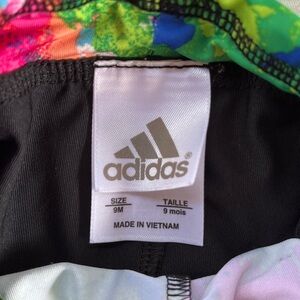 adidas®
SIZE TAILLE
9M 9 mois
MADE IN VIETNAM